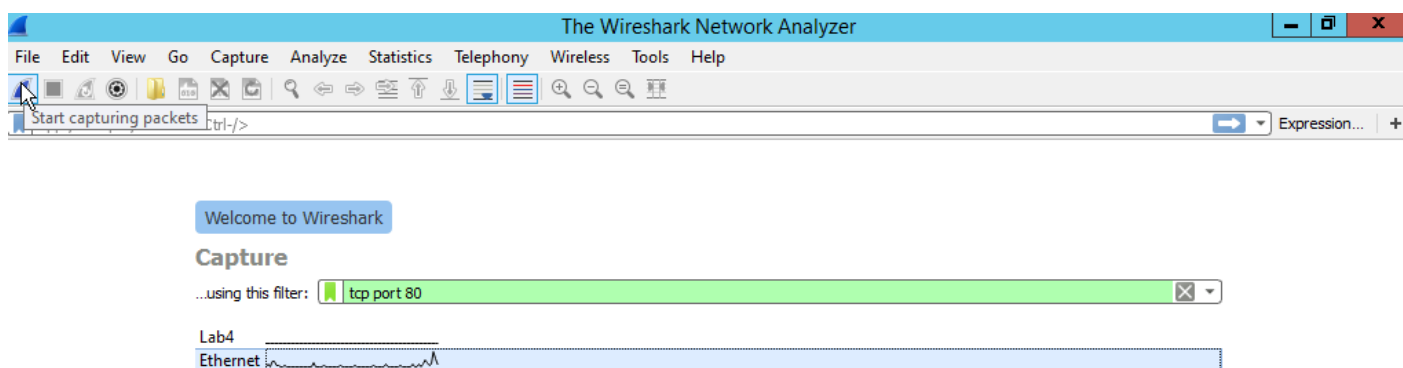 The Wireshark Network Analyzer
File Edit View Go Capture Analyze Statistics Telephony Wireless Tools Help
Start capturing packets Ctrl-/>
Expression... +
Welcome to Wireshark
Capture
...using this filter: tcp port 80
Lab4
Ethernet